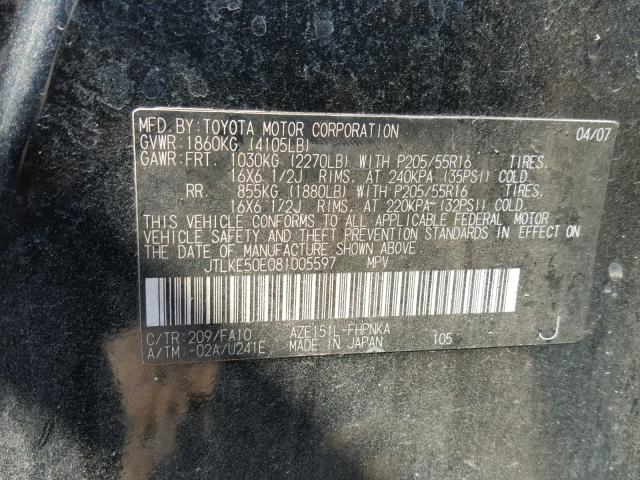 MFD. BY: TOYOTA MOTOR CORPORATION 04/07
GVWR: 1860KG (4105LB)
GAWR: FRT. 1030KG (2270LB) WITH P205/55R16 TIRES,
16X6 1/2J RIMS, AT 240KPA (35PSI) COLD.
RR. 855KG (1880LB) WITH P205/55R16 TIRES,
16X6 1/2J RIMS, AT 220KPA (32PSI) COLD.
THIS VEHICLE CONFORMS TO ALL APPLICABLE FEDERAL MOTOR
VEHICLE SAFETY AND THEFT PREVENTION STANDARDS IN EFFECT ON
THE DATE OF MANUFACTURE SHOWN ABOVE.
JTLKE50E081005597 MPV
C/TR: 209/FA10 AZE151L-FHPNKA
A/TM: -02A/U241E MADE IN JAPAN 105 J